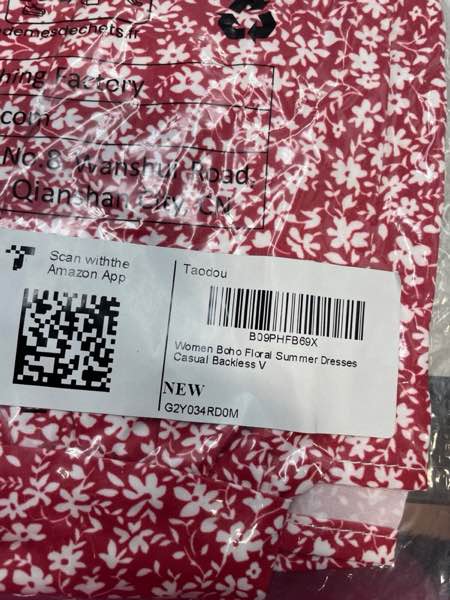 demesdechets.fr
hing Factory
com
No.8 Wanshui Road,
Qianshan City, CN
Scan withthe
Amazon App
Taodou
B09PHFB69X
Women Boho Floral Summer Dresses
Casual Backless V
NEW
G2Y034RD0M